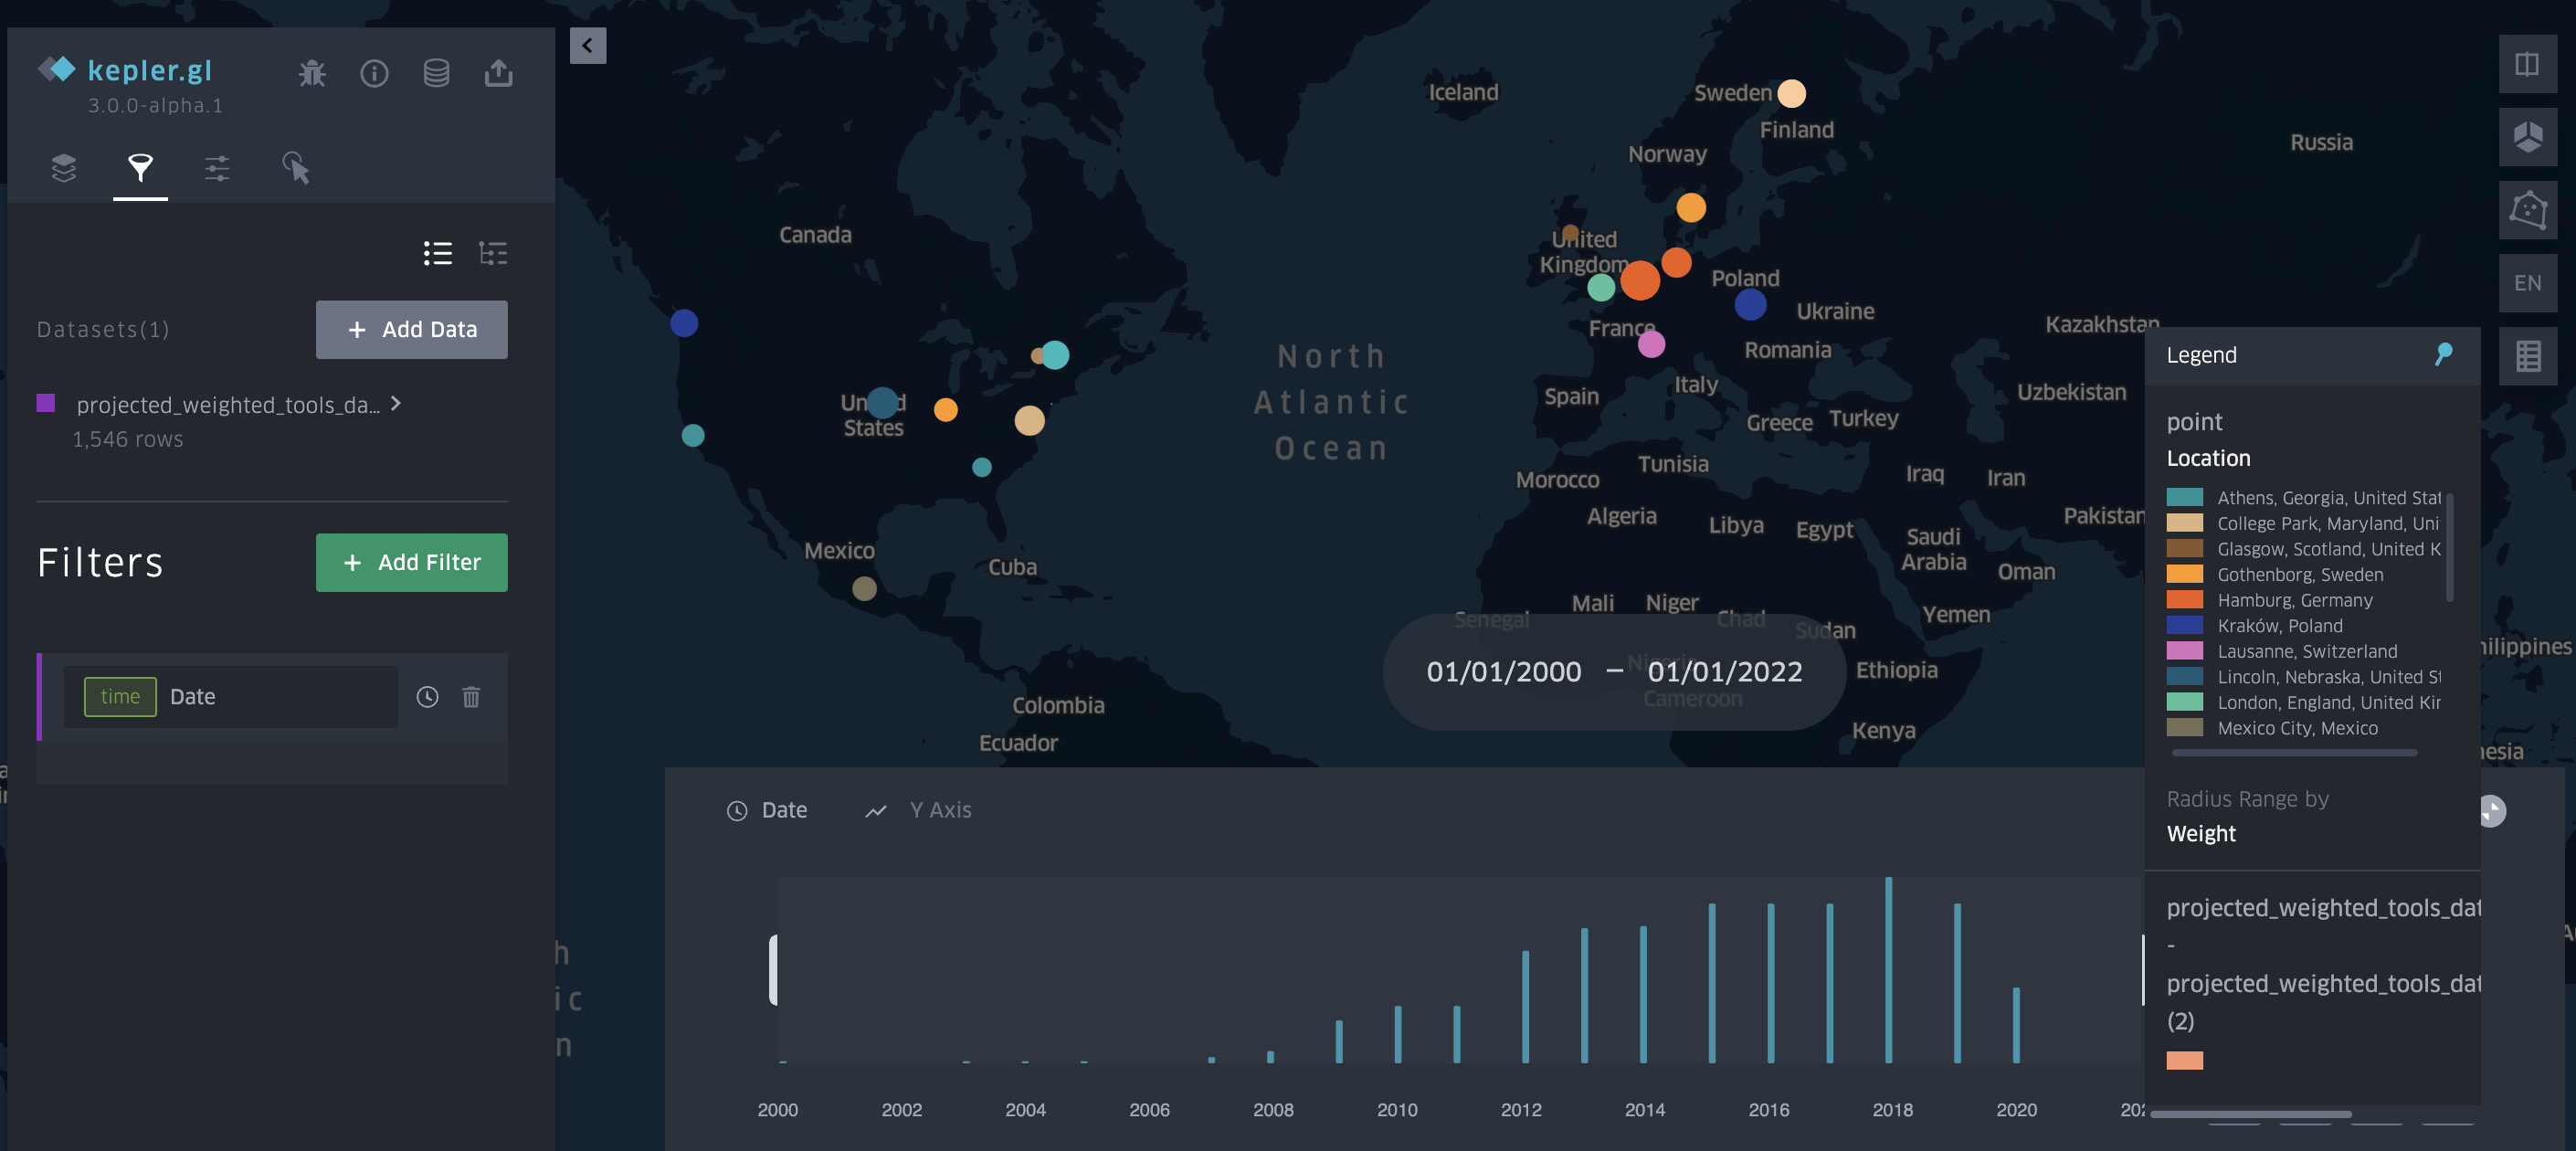 kepler.gl
3.0.0-alpha.1
Datasets(1)
+ Add Data
projected_weighted_tools_da...
1,546 rows
Filters
+ Add Filter
time Date
Iceland
Sweden
Finland
Norway
Russia
Canada
United
Kingdom
Poland
Ukraine
France
Romania
Kazakhstan
North
Atlantic
Ocean
Spain
Italy
Uzbekistan
Un d
States
Greece
Turkey
Morocco
Tunisia
Iraq
Iran
Algeria
Libya
Egypt
Pakistan
Saudi
Arabia
Oman
Mexico
Cuba
Mali
Niger
Chad
Senegal
Sudan
Yemen
01/01/2000 – 01/01/2022
Nigeria
Cameroon
Ethiopia
Kenya
Colombia
Ecuador
ilippines
nesia
EN
Legend
point
Location
Athens, Georgia, United Stat
College Park, Maryland, Uni
Glasgow, Scotland, United K
Gothenborg, Sweden
Hamburg, Germany
Kraków, Poland
Lausanne, Switzerland
Lincoln, Nebraska, United St
London, England, United Kin
Mexico City, Mexico
Radius Range by
Weight
projected_weighted_tools_dat
-
projected_weighted_tools_dat
(2)
Date
Y Axis
h
ic
n
2000 2002 2004 2006 2008 2010 2012 2014 2016 2018 2020 202